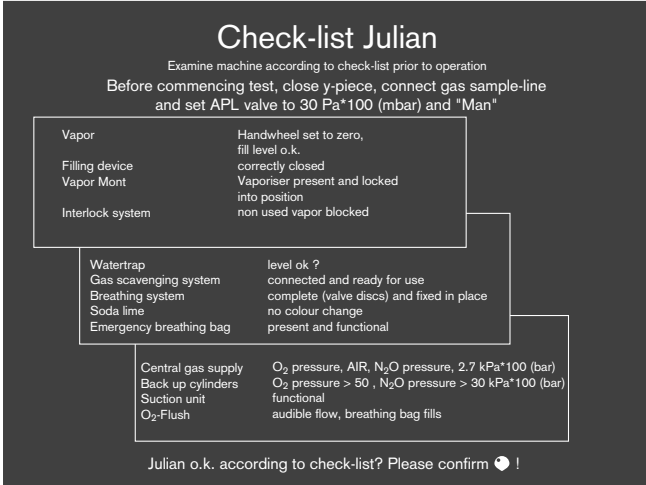 Check-list Julian
Examine machine according to check-list prior to operation
Before commencing test, close y-piece, connect gas sample-line
and set APL valve to 30 Pa*100 (mbar) and "Man"
Vapor Handwheel set to zero,
fill level o.k.
Filling device correctly closed
Vapor Mont Vaporiser present and locked
into position
Interlock system non used vapor blocked
Watertrap level ok ?
Gas scavenging system connected and ready for use
Breathing system complete (valve discs) and fixed in place
Soda lime no colour change
Emergency breathing bag present and functional
Central gas supply O₂ pressure, AIR, N₂O pressure, 2.7 kPa*100 (bar)
Back up cylinders O₂ pressure > 50 , N₂O pressure > 30 kPa*100 (bar)
Suction unit functional
O₂-Flush audible flow, breathing bag fills
Julian o.k. according to check-list? Please confirm !